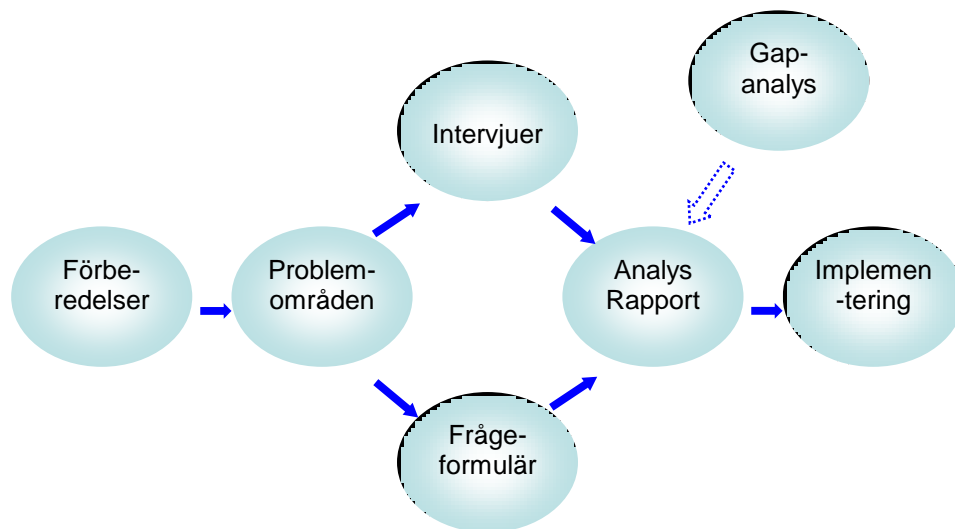 Förbe-
redelser
Problem-
områden
Intervjuer
Fråge-
formulär
Gap-
analys
Analys
Rapport
Implemen
-tering